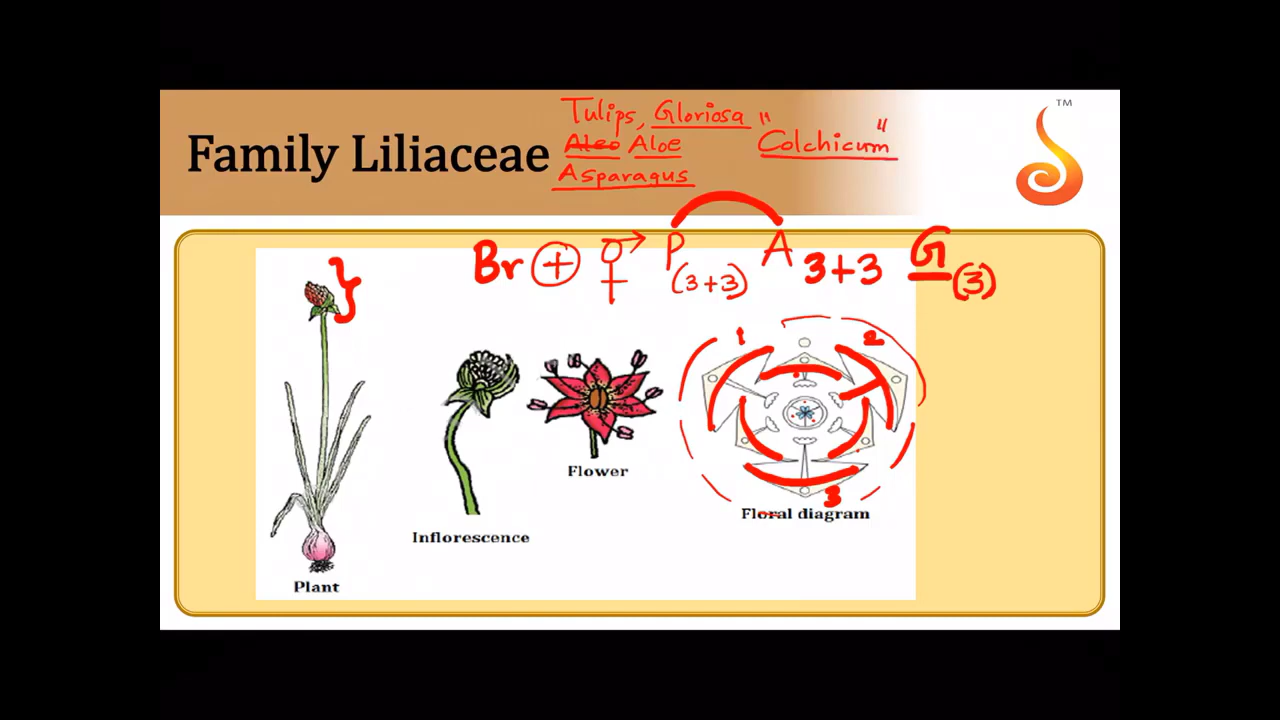 Tulips, Gloriosa "
Family Liliaceae Aleo Aloe Colchicum "
Asparagus
TM
Br ⊕ ⚥ P(3+3) A 3+3 G(3)
1 2
3
Flower
Floral diagram
Inflorescence
Plant